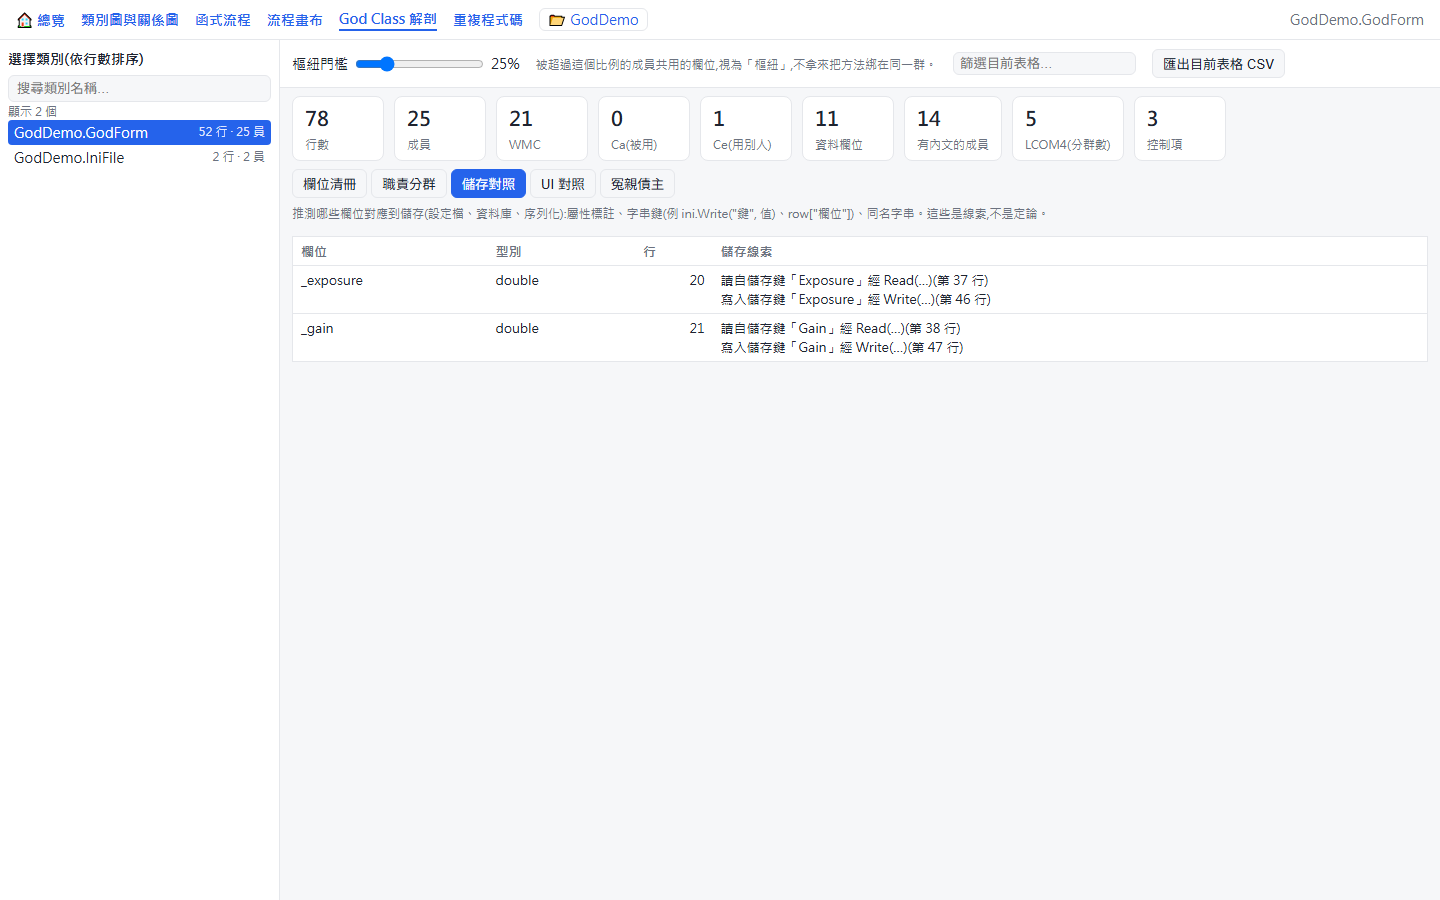 總覽 類別圖與關係圖 函式流程 流程畫布 God Class 解剖 重複程式碼 GodDemo GodDemo.GodForm
選擇類別(依行數排序)
搜尋類別名稱...
顯示 2 個
GodDemo.GodForm 52 行 · 25 員
GodDemo.IniFile 2 行 · 2 員
樞紐門檻 25% 被超過這個比例的成員共用的欄位,視為「樞紐」,不拿來把方法綁在同一群。 篩選目前表格... 匯出目前表格 CSV
78 25 21 0 1 11 14 5 3
行數 成員 WMC Ca(被用) Ce(用別人) 資料欄位 有內文的成員 LCOM4(分群數) 控制項
欄位清冊 職責分群 儲存對照 UI 對照 冤親債主
推測哪些欄位對應到儲存(設定檔、資料庫、序列化):屬性標註、字串鍵(例 ini.Write("鍵", 值)、row["欄位"])、同名字串。這些是線索,不是定論。
欄位 型別 行 儲存線索
_exposure double 20 讀自儲存鍵「Exposure」經 Read(...)(第 37 行)
寫入儲存鍵「Exposure」經 Write(...)(第 46 行)
_gain double 21 讀自儲存鍵「Gain」經 Read(...)(第 38 行)
寫入儲存鍵「Gain」經 Write(...)(第 47 行)